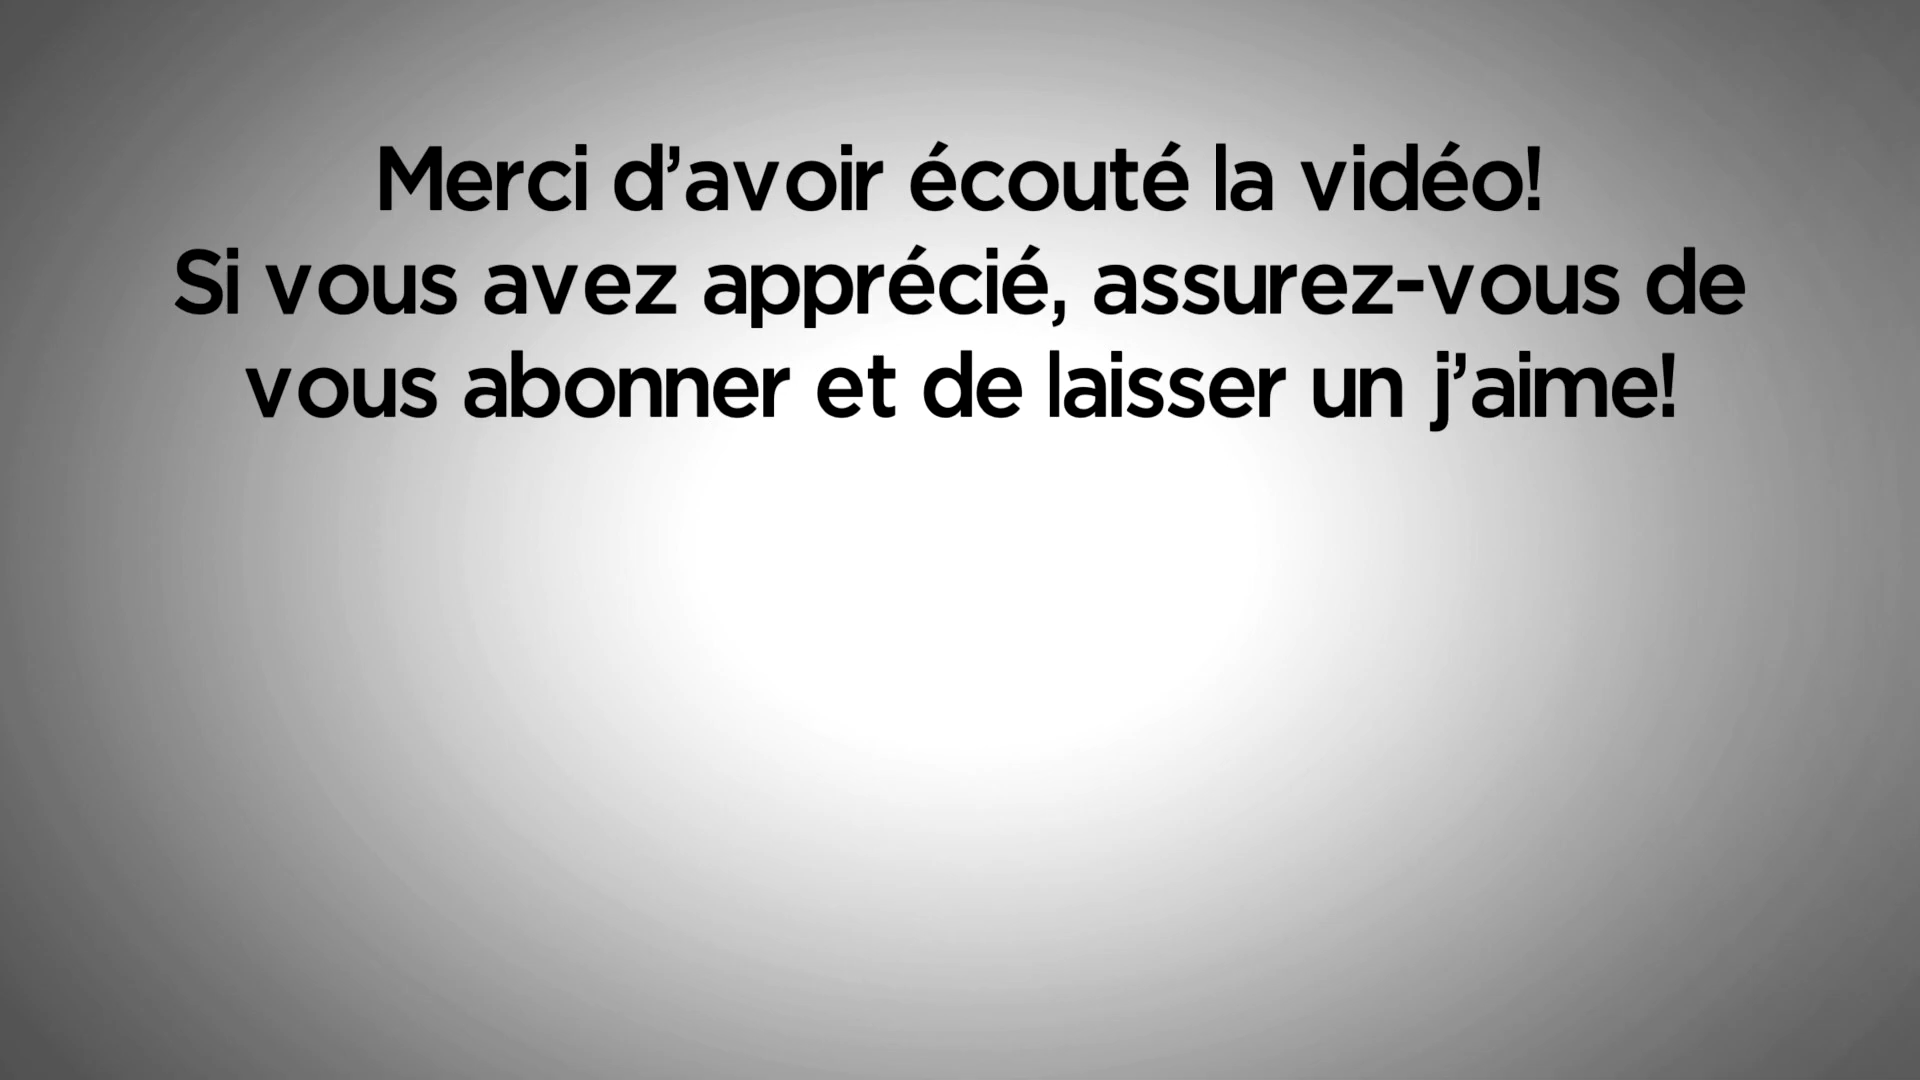 Merci d’avoir écouté la vidéo!
Si vous avez apprécié, assurez-vous de
vous abonner et de laisser un j’aime!